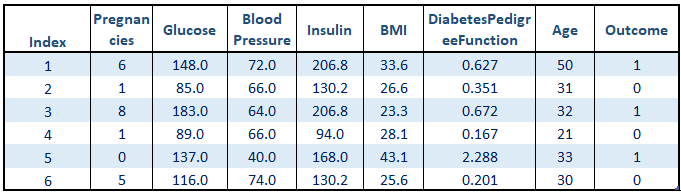 Index Pregnan cies Glucose Blood Pressure Insulin BMI DiabetesPedigr eeFunction Age Outcome
1 6 148.0 72.0 206.8 33.6 0.627 50 1
2 1 85.0 66.0 130.2 26.6 0.351 31 0
3 8 183.0 64.0 206.8 23.3 0.672 32 1
4 1 89.0 66.0 94.0 28.1 0.167 21 0
5 0 137.0 40.0 168.0 43.1 2.288 33 1
6 5 116.0 74.0 130.2 25.6 0.201 30 0